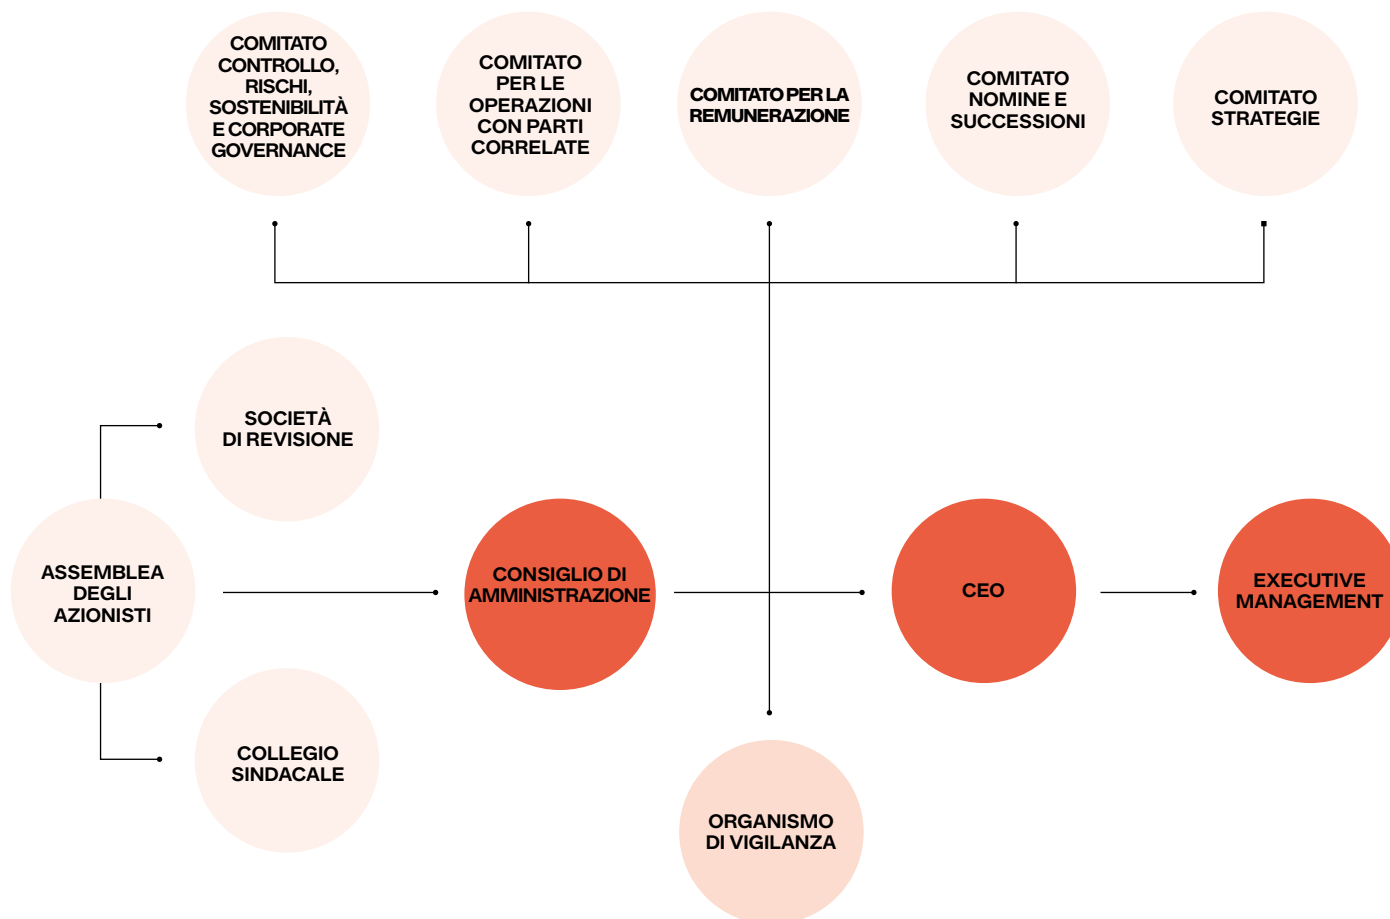 COMITATO
CONTROLLO,
RISCHI,
SOSTENIBILITÀ
E CORPORATE
GOVERNANCE
COMITATO
PER LE
OPERAZIONI
CON PARTI
CORRELATE
COMITATO PER LA
REMUNERAZIONE
COMITATO
NOMINE E
SUCCESSIONI
COMITATO
STRATEGIE
SOCIETÀ
DI REVISIONE
ASSEMBLEA
DEGLI
AZIONISTI
CONSIGLIO DI
AMMINISTRAZIONE
CEO
EXECUTIVE
MANAGEMENT
COLLEGIO
SINDACALE
ORGANISMO
DI VIGILANZA